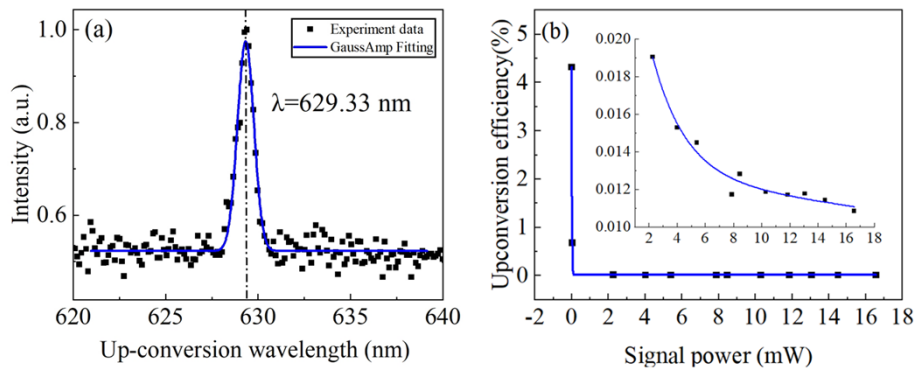 (a)
Experiment data
GaussAmp Fitting
λ=629.33 nm
Intensity (a.u.)
1.0
0.8
0.6
620 625 630 635 640
Up-conversion wavelength (nm)
(b)
Upconversion efficiency(%)
5
4
3
2
1
0
-2 0 2 4 6 8 10 12 14 16 18
Signal power (mW)
0.020
0.018
0.016
0.014
0.012
0.010
2 4 6 8 10 12 14 16 18